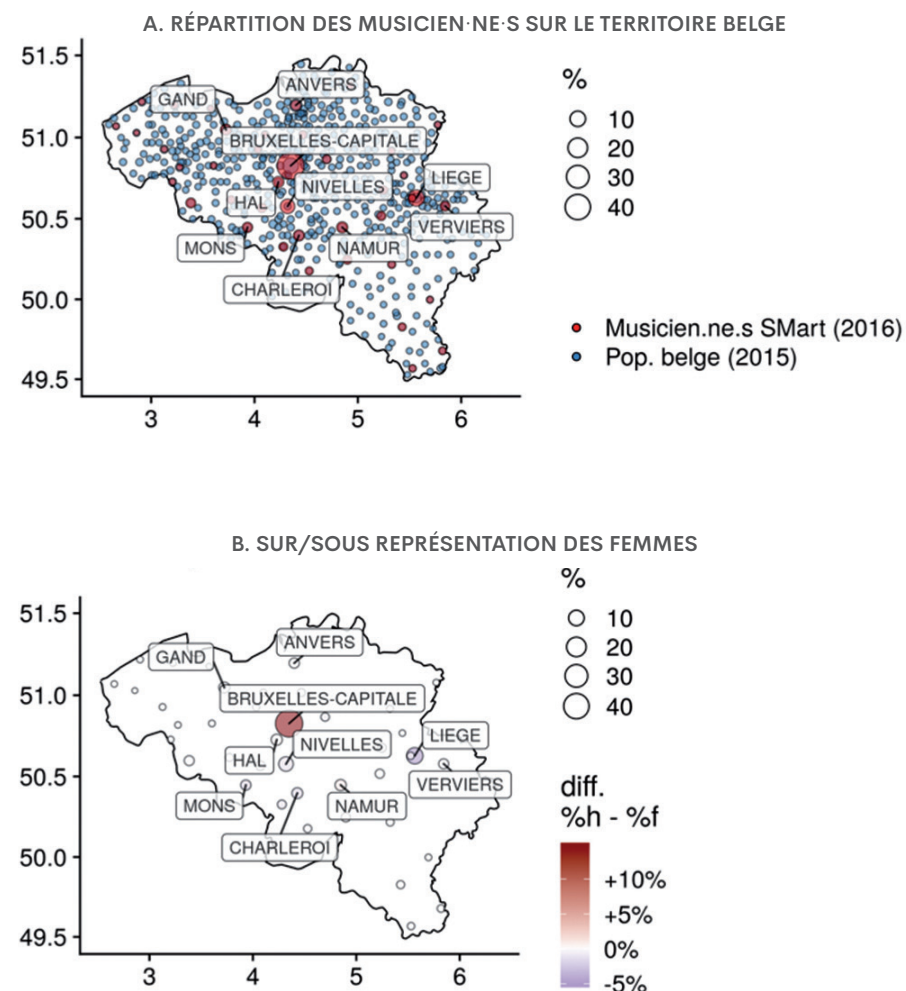 A. RÉPARTITION DES MUSICIEN·NE·S SUR LE TERRITOIRE BELGE
51.5
51.0
50.5
50.0
49.5
3 4 5 6
ANVERS
GAND
BRUXELLES-CAPITALE
LIEGE
NIVELLES
HAL
VERVIERS
MONS
NAMUR
CHARLEROI
%
10
20
30
40
Musicien.ne.s SMart (2016)
Pop. belge (2015)
B. SUR/SOUS REPRÉSENTATION DES FEMMES
51.5
51.0
50.5
50.0
49.5
3 4 5 6
ANVERS
GAND
BRUXELLES-CAPITALE
LIEGE
NIVELLES
HAL
VERVIERS
MONS
NAMUR
CHARLEROI
%
10
20
30
40
diff.
%h - %f
+10%
+5%
0%
-5%